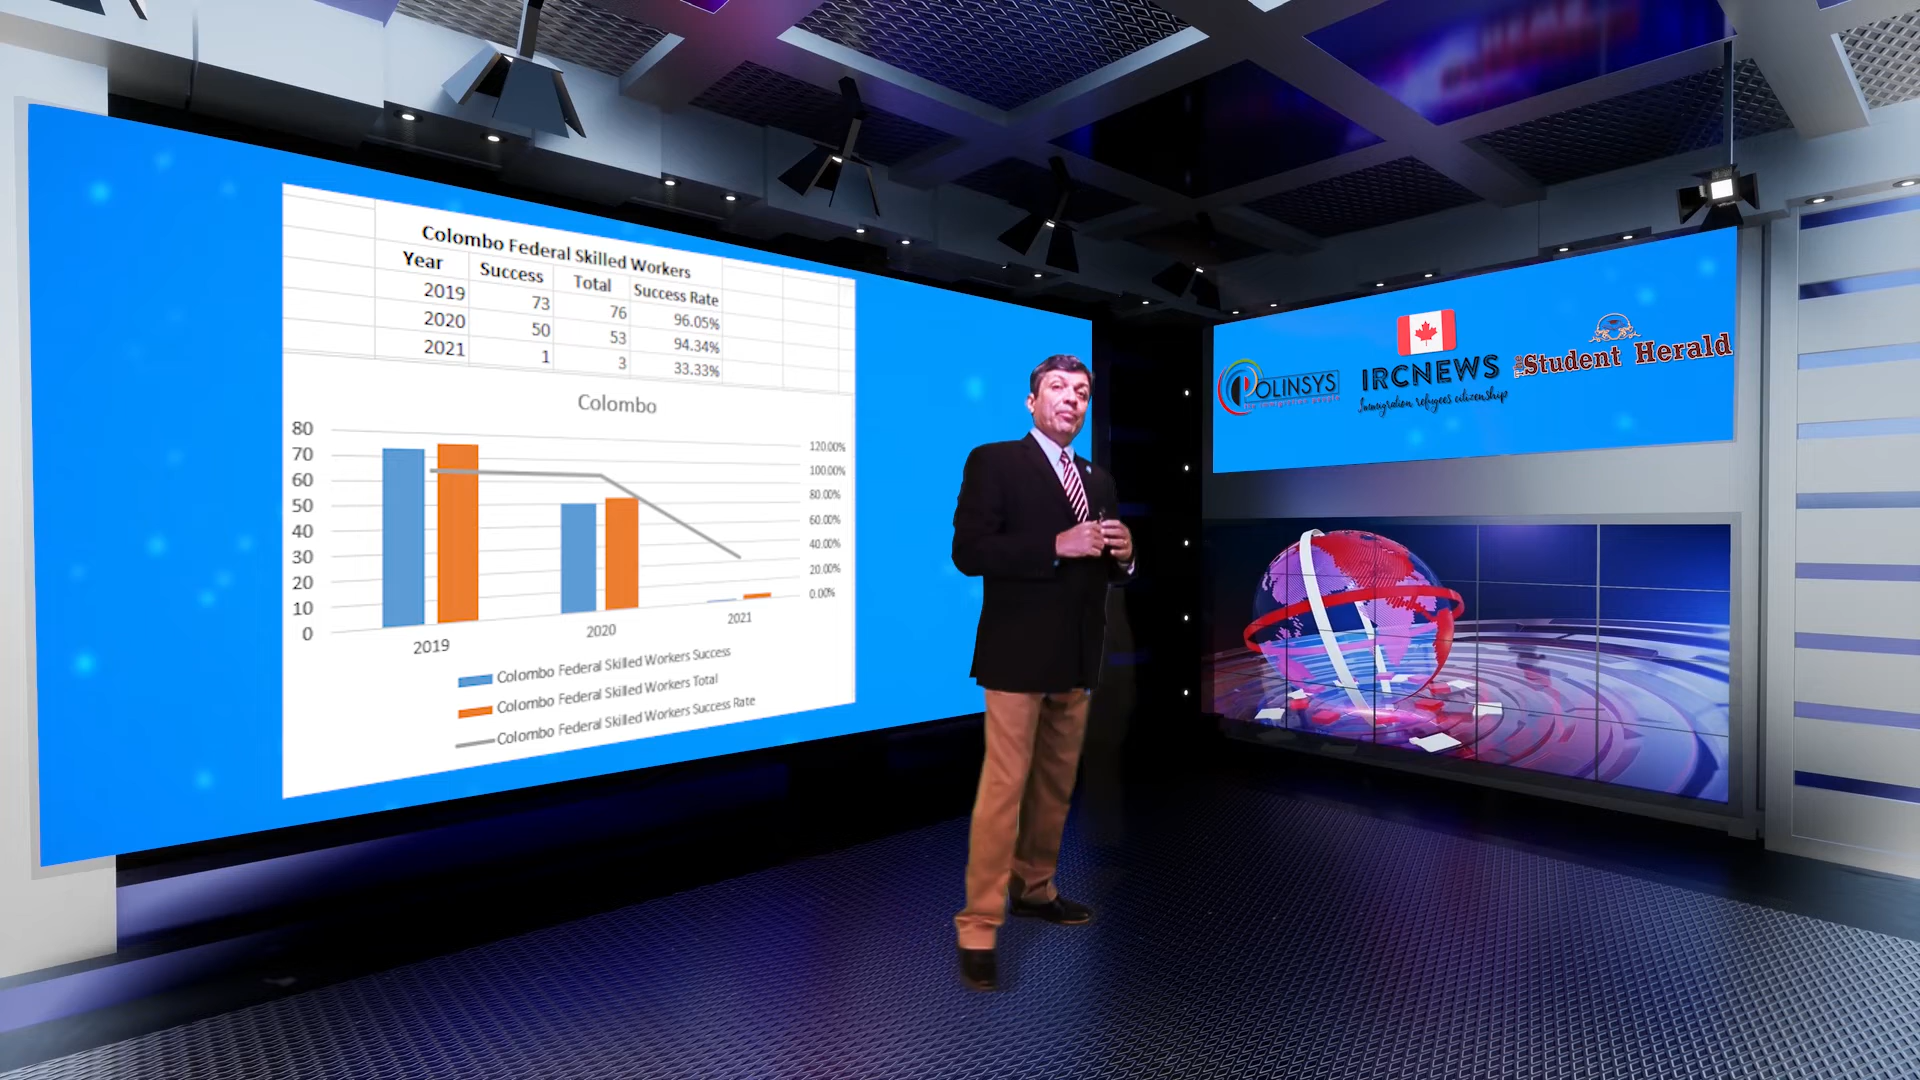 Colombo Federal Skilled Workers
Year Success Total Success Rate
2019 73 76 96.05%
2020 50 53 94.34%
2021 1 3 33.33%
Colombo
80
70
60
50
40
30
20
10
0
120.00%
100.00%
80.00%
60.00%
40.00%
20.00%
0.00%
2019 2020 2021
Colombo Federal Skilled Workers Success
Colombo Federal Skilled Workers Total
Colombo Federal Skilled Workers Success Rate
POLINSYS
IRCNEWS
Immigration refugees citizenship
The Student Herald